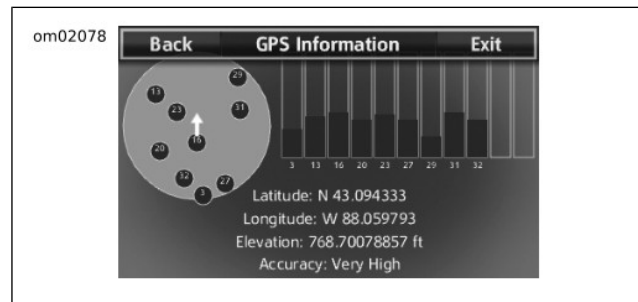 om02078
Back GPS Information Exit
29
13
23
31
16
20
32
27
3
3 13 16 20 23 27 29 31 32
Latitude: N 43.094333
Longitude: W 88.059793
Elevation: 768.70078857 ft
Accuracy: Very High